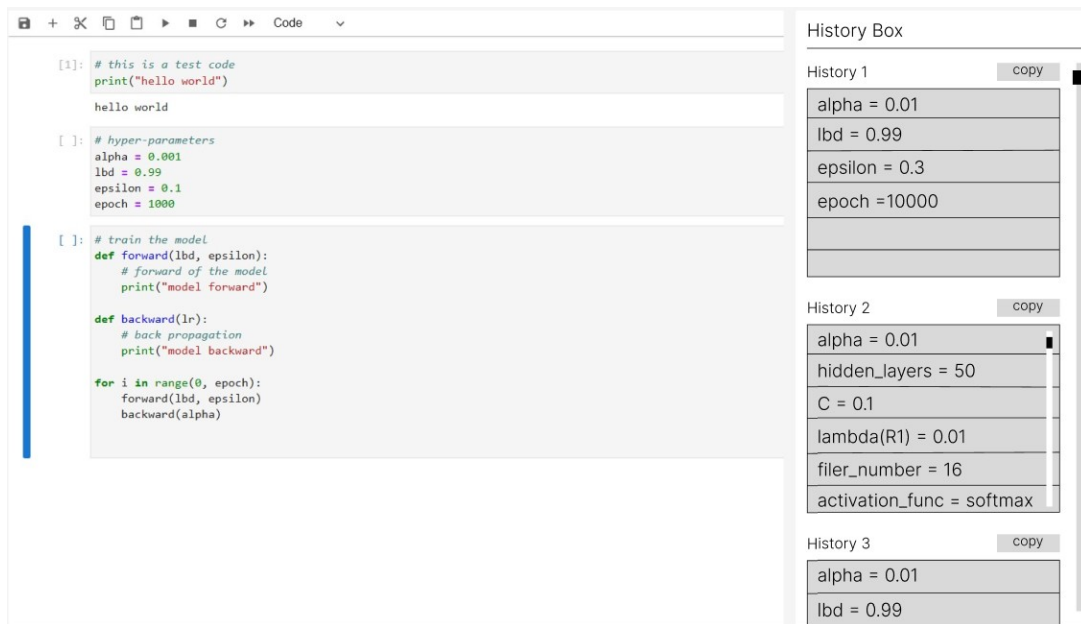 Code
[1]: # this is a test code
print("hello world")
hello world
[ ]: # hyper-parameters
alpha = 0.001
lbd = 0.99
epsilon = 0.1
epoch = 1000
[ ]: # train the model
def forward(lbd, epsilon):
# forward of the model
print("model forward")
def backward(lr):
# back propagation
print("model backward")
for i in range(0, epoch):
forward(lbd, epsilon)
backward(alpha)
History Box
History 1 copy
alpha = 0.01
lbd = 0.99
epsilon = 0.3
epoch =10000
History 2 copy
alpha = 0.01
hidden_layers = 50
C = 0.1
lambda(R1) = 0.01
filer_number = 16
activation_func = softmax
History 3 copy
alpha = 0.01
lbd = 0.99